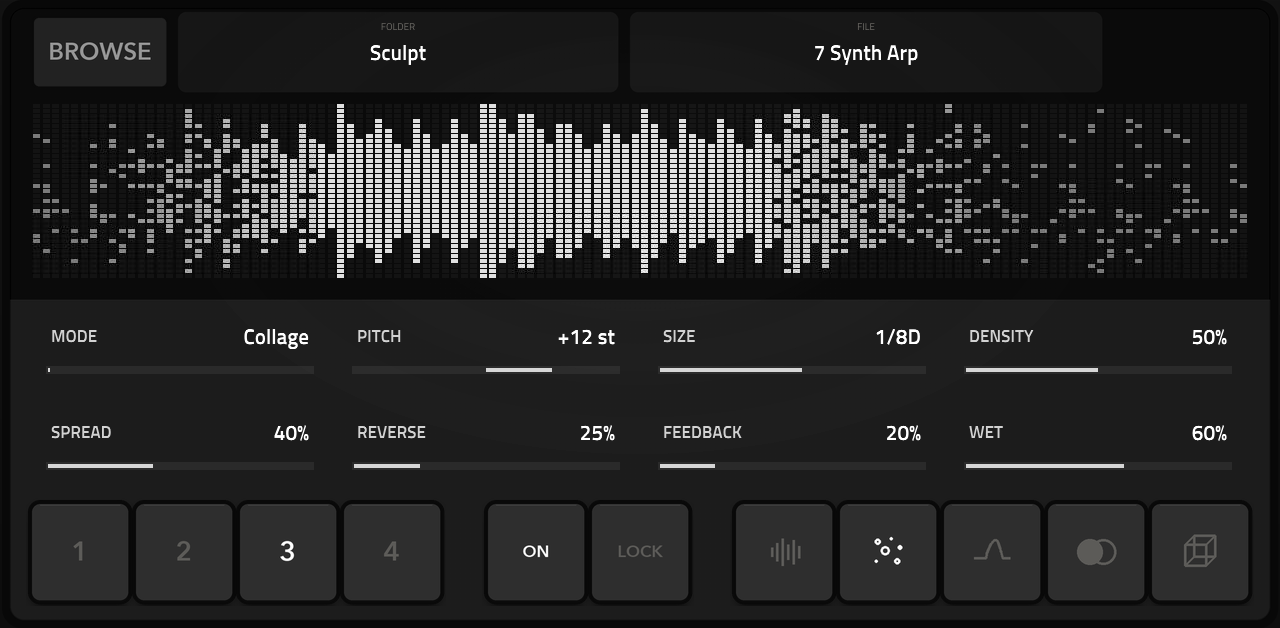 BROWSE
FOLDER
Sculpt
FILE
7 Synth Arp
MODE Collage
PITCH +12 st
SIZE 1/8D
DENSITY 50%
SPREAD 40%
REVERSE 25%
FEEDBACK 20%
WET 60%
1 2 3 4 ON LOCK